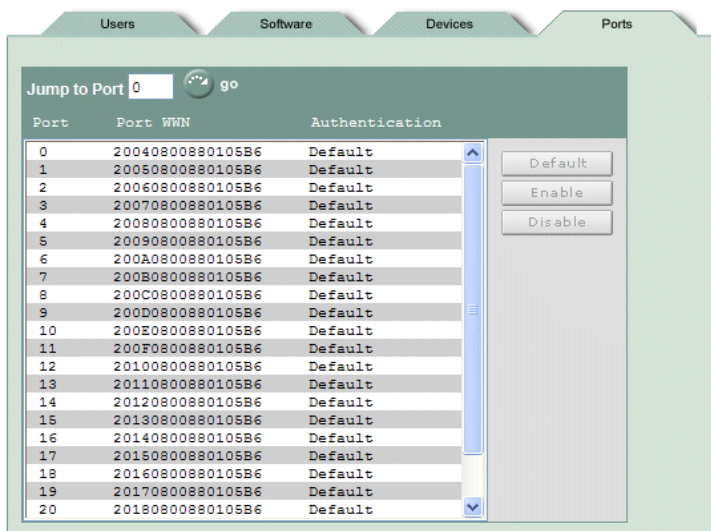 Users Software Devices Ports
Jump to Port 0 go
Port Port WWN Authentication
0 20040800880105B6 Default
1 20050800880105B6 Default
2 20060800880105B6 Default
3 20070800880105B6 Default
4 20080800880105B6 Default
5 20090800880105B6 Default
6 200A0800880105B6 Default
7 200B0800880105B6 Default
8 200C0800880105B6 Default
9 200D0800880105B6 Default
10 200E0800880105B6 Default
11 200F0800880105B6 Default
12 20100800880105B6 Default
13 20110800880105B6 Default
14 20120800880105B6 Default
15 20130800880105B6 Default
16 20140800880105B6 Default
17 20150800880105B6 Default
18 20160800880105B6 Default
19 20170800880105B6 Default
20 20180800880105B6 Default
Default
Enable
Disable